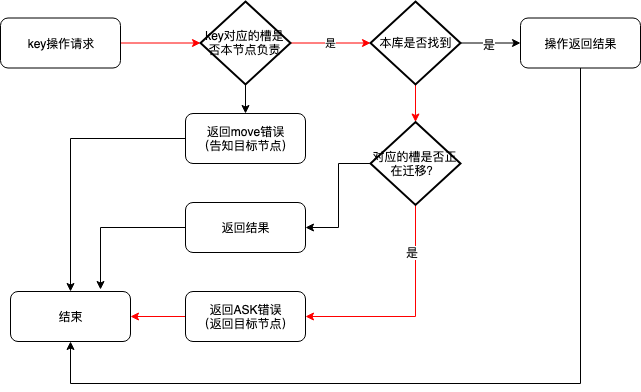 key操作请求
key对应的槽是
否本节点负责
是
本库是否找到
是
操作返回结果
返回move错误
（告知目标节点）
对应的槽是否正
在迁移？
返回结果
是
结束
返回ASK错误
（返回目标节点）